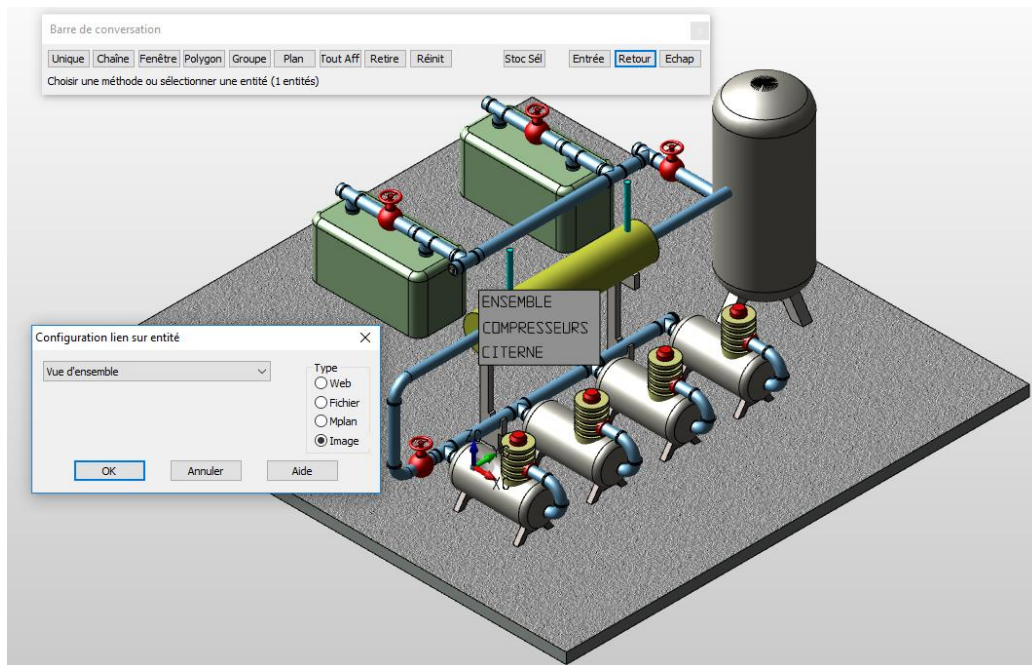 Barre de conversation
Unique Chaîne Fenêtre Polygon Groupe Plan Tout Aff Retire Réinit Stoc Sél Entrée Retour Echap
Choisir une méthode ou sélectionner une entité (1 entités)
ENSEMBLE
COMPRESSEURS
CITERNE
Configuration lien sur entité
Vue d'ensemble
Type
Web
Fichier
Mplan
Image
OK Annuler Aide